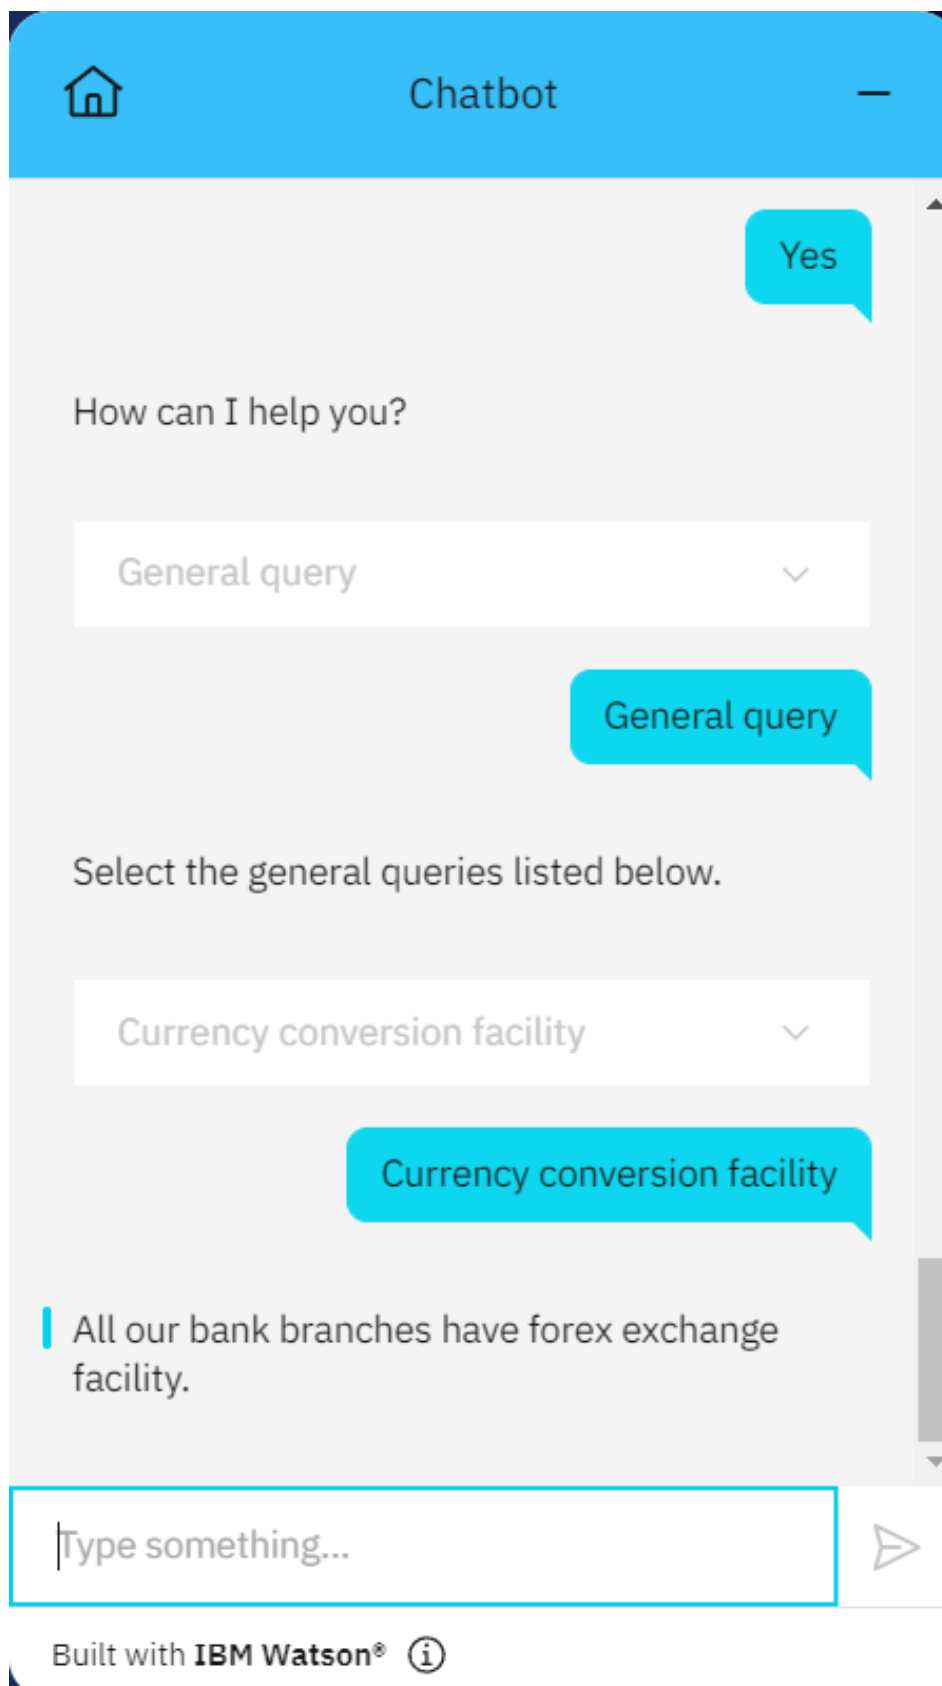 Chatbot
Yes
How can I help you?
General query
General query
Select the general queries listed below.
Currency conversion facility
Currency conversion facility
All our bank branches have forex exchange
facility.
Type something...
Built with IBM Watson®